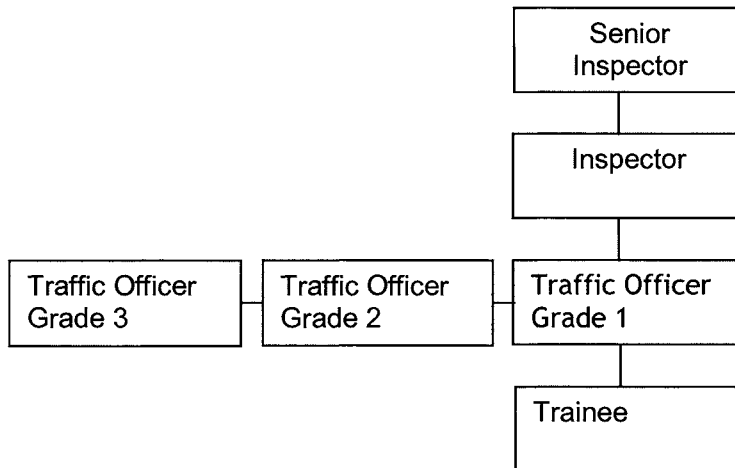 Senior
Inspector
Inspector
Traffic Officer
Grade 3
Traffic Officer
Grade 2
Traffic Officer
Grade 1
Trainee